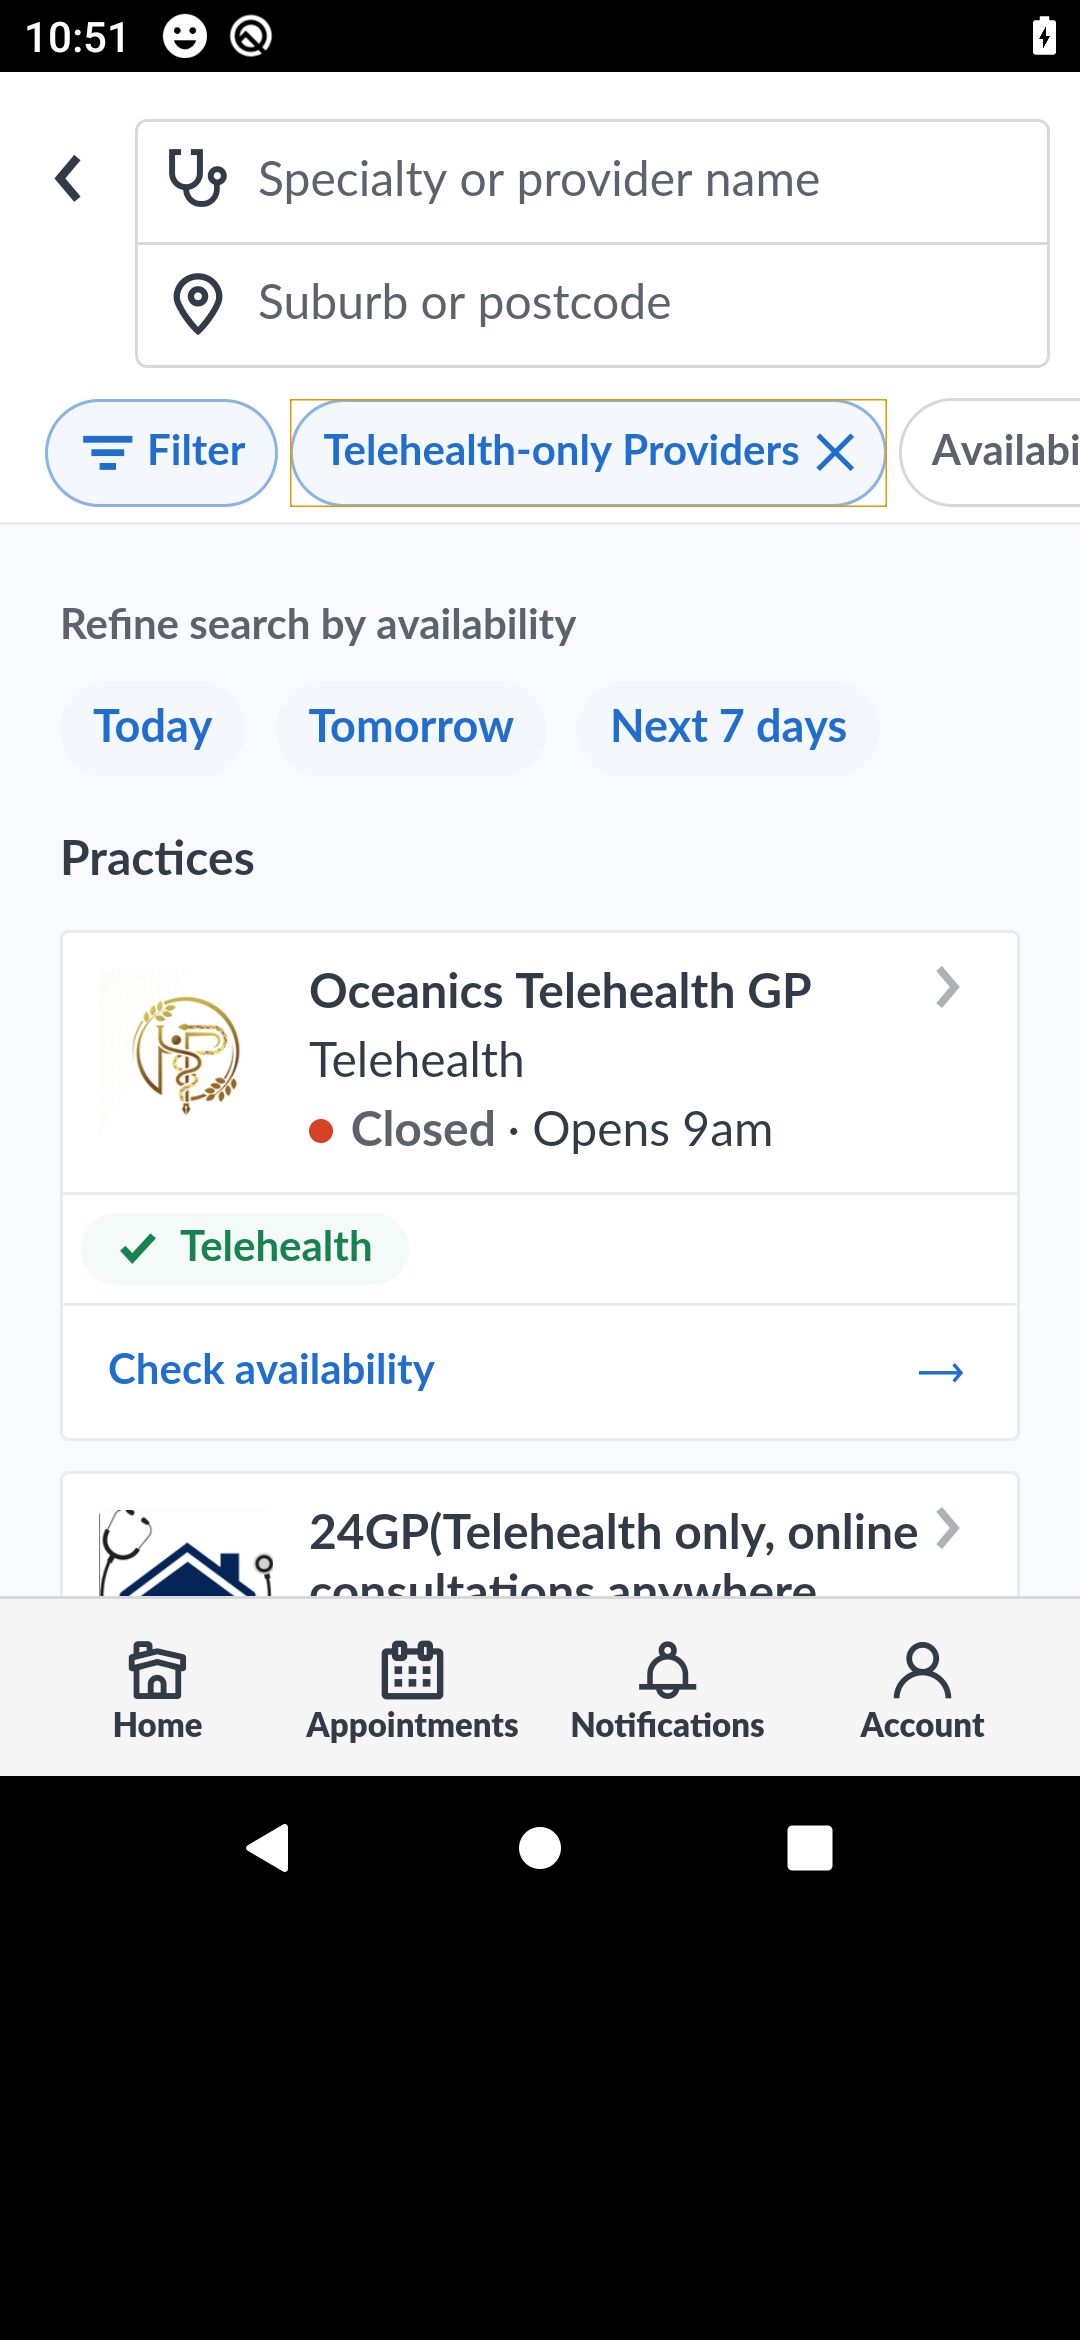 10:51
Specialty or provider name
Suburb or postcode
Filter
Telehealth-only Providers
Availabi
Refine search by availability
Today
Tomorrow
Next 7 days
Practices
Oceanics Telehealth GP
Telehealth
Closed · Opens 9am
Telehealth
Check availability
24GP(Telehealth only, online
consultations anywhere
Home
Appointments
Notifications
Account